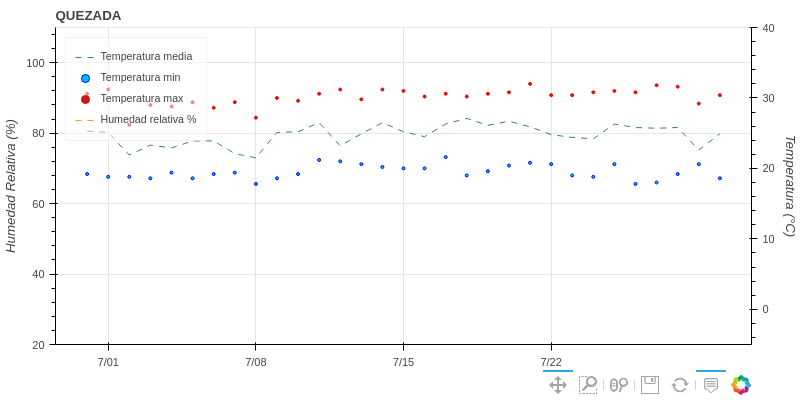 QUEZADA
Temperatura media
Temperatura min
Temperatura max
Humedad relativa %
Humedad Relativa (%)
100
80
60
40
20
Temperatura (°C)
40
30
20
10
0
7/01
7/08
7/15
7/22